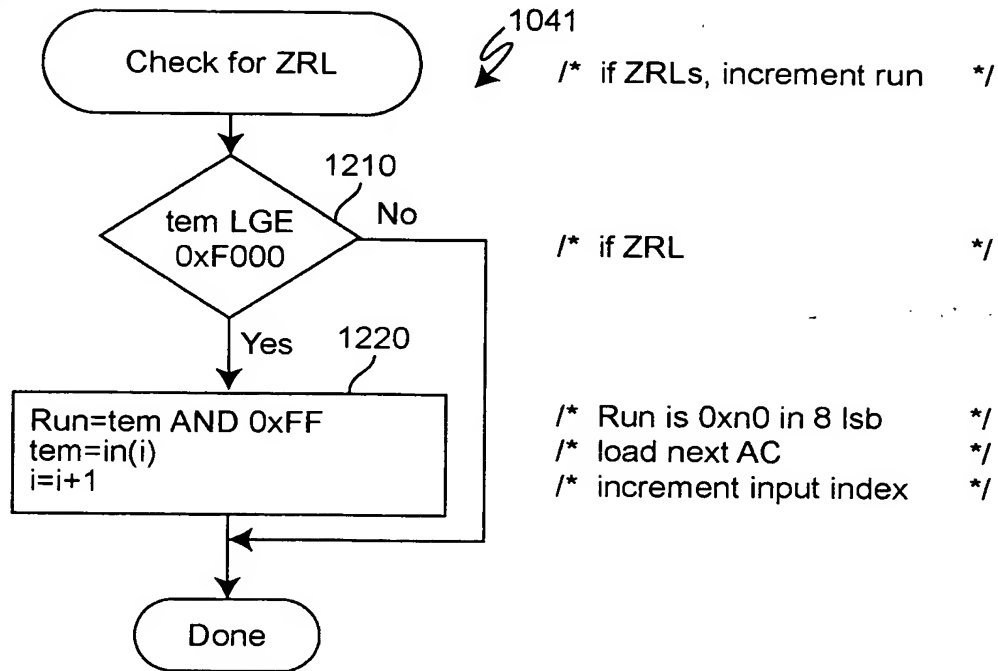 1041
Check for ZRL
/* if ZRLs, increment run */
1210
tem LGE
0xF000
No
/* if ZRL */
Yes
1220
Run=tem AND 0xFF
/* Run is 0xn0 in 8 lsb */
tem=in(i)
/* load next AC */
i=i+1
/* increment input index */
Done